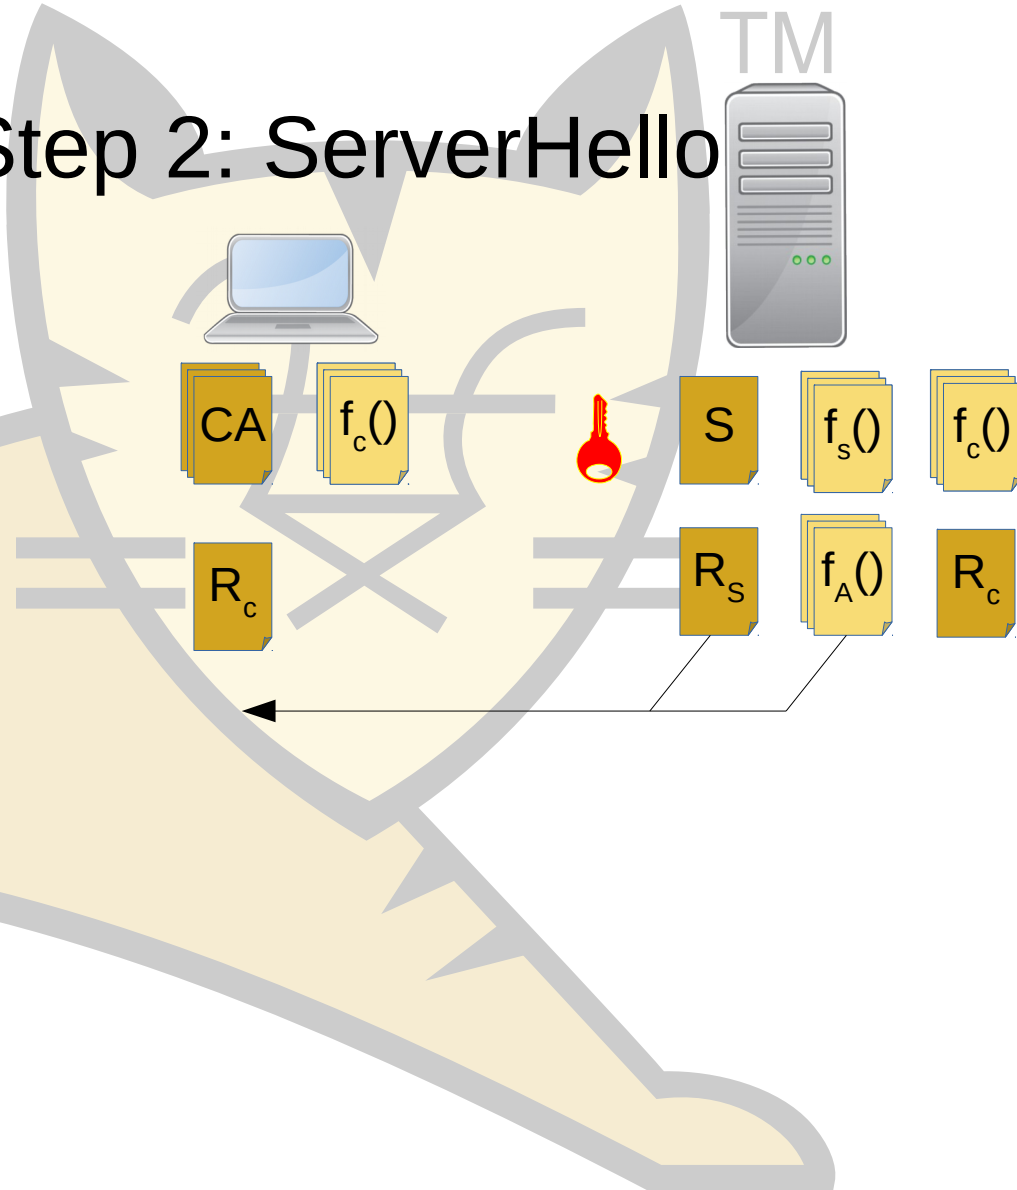 TM
Step 2: ServerHello
CA
fc()
S
fs()
fc()
Rc
RS
fA()
Rc